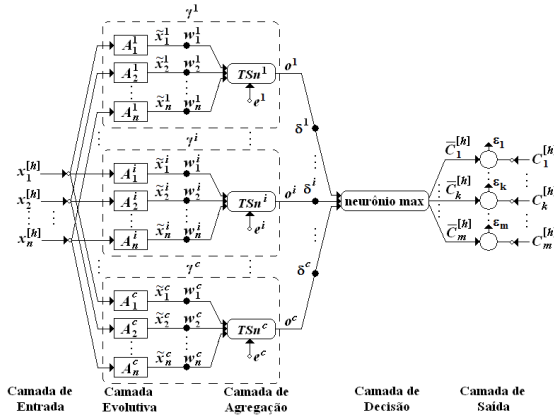 γ¹
A₁¹ x̃₁¹ w₁¹
A₂¹ x̃₂¹ w₂¹ TSn¹ o¹
Aₙ¹ x̃ₙ¹ wₙ¹ e¹
δ¹
γⁱ
x₁^[h] A₁ⁱ x̃₁ⁱ w₁ⁱ C̄₁^[h] ε₁ C₁^[h]
x₂^[h] A₂ⁱ x̃₂ⁱ w₂ⁱ TSnⁱ oⁱ δⁱ neurônio max C̄ₖ^[h] εₖ Cₖ^[h]
xₙ^[h] Aₙⁱ x̃ₙⁱ wₙⁱ eⁱ C̄ₘ^[h] εₘ Cₘ^[h]
γᶜ
δᶜ
A₁ᶜ x̃₁ᶜ w₁ᶜ
A₂ᶜ x̃₂ᶜ w₂ᶜ TSnᶜ oᶜ
Aₙᶜ x̃ₙᶜ wₙᶜ eᶜ
Camada de Entrada
Camada Evolutiva
Camada de Agregação
Camada de Decisão
Camada de Saída